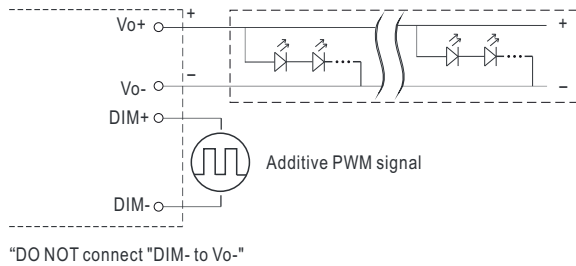 Vo+
+
+
Vo-
−
−
DIM+
Additive PWM signal
DIM-
“DO NOT connect "DIM- to Vo-"